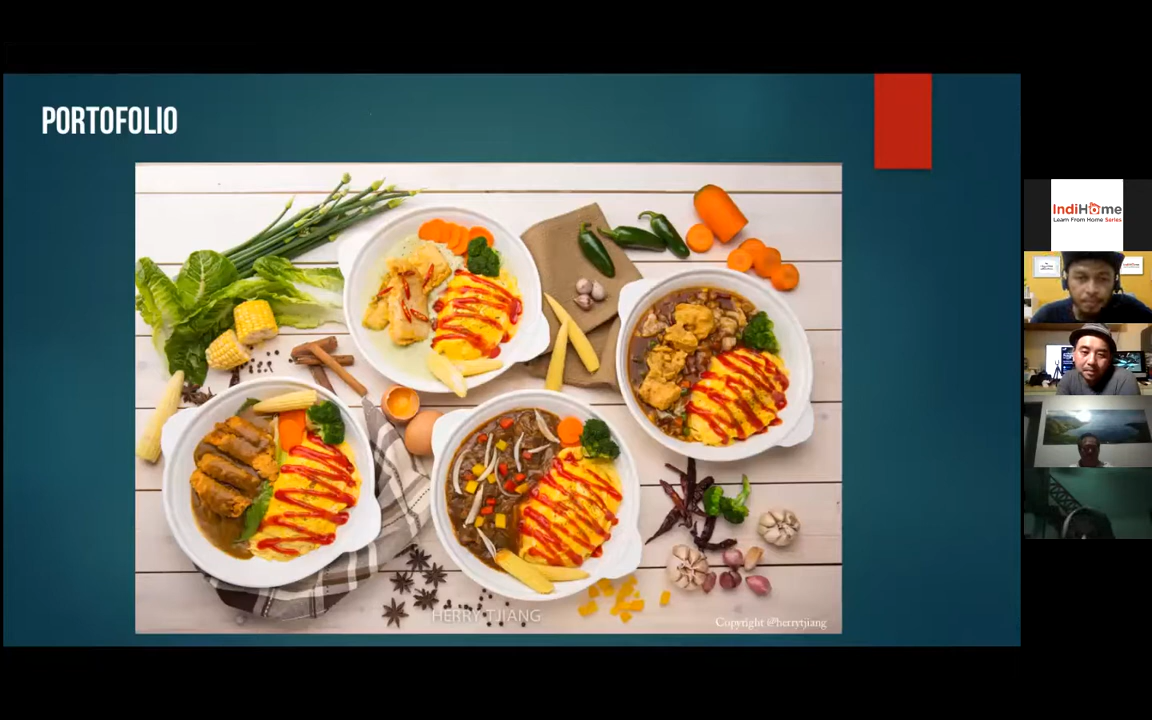 PORTOFOLIO
HERRY TJIANG
Copyright @herrytjiang
IndiHome
Learn From Home Series